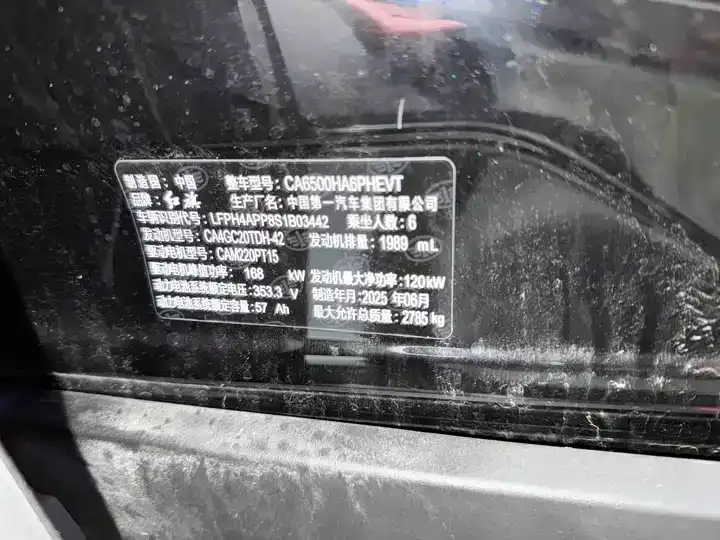 制造国：中国 整车型号：CA6500HA6PHEVT
品牌：红旗 生产厂名：中国第一汽车集团有限公司
车辆识别代号：LFPH4APP8S1B03442 乘坐人数：6
发动机型号：CA4GC20TDH-42 发动机排量：1989 mL
驱动电机型号：CAM220PT15
驱动电机峰值功率：168 kW 发动机最大净功率：120kW
动力电池系统额定电压：353.3 V 制造年月：2025 年06月
动力电池系统额定容量：57 Ah 最大允许总质量：2785 kg